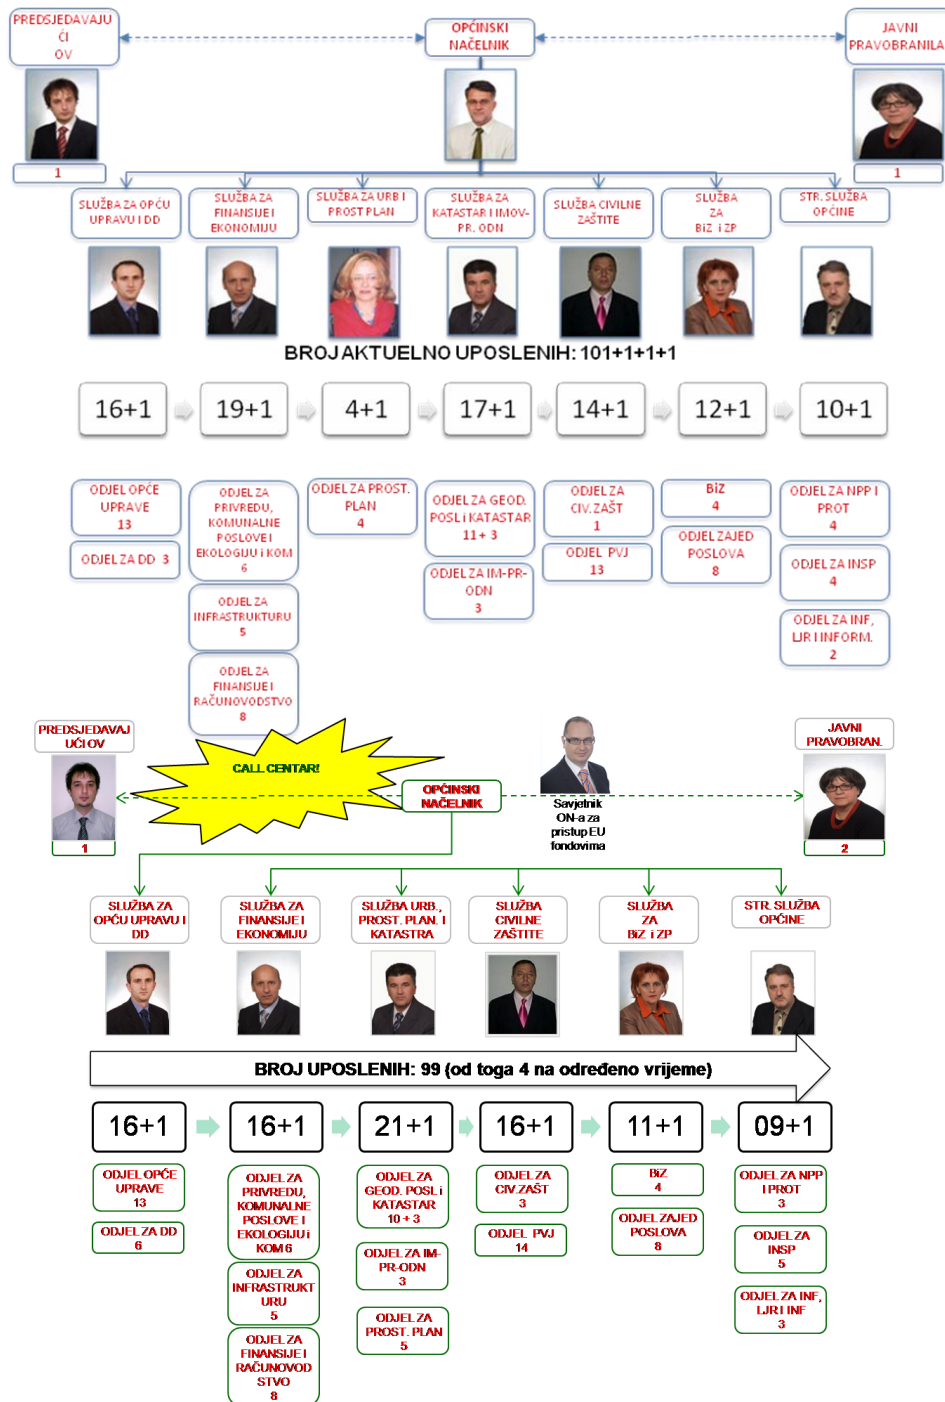 PREDSJEDAVAJU
ĆI
OV
OPĆINSKI
NAČELNIK
JAVNI
PRAVOBRANILA
1
1
SLUŽBA ZA OPĆU
UPRAVU I DD
SLUŽBA ZA
FINANSIJE I
EKONOMIJU
SLUŽBA ZA URB I
PROST PLAN
SLUŽBA ZA
KATASTAR I IMOV-
PR. ODN
SLUŽBA CIVILNE
ZAŠTITE
SLUŽBA
ZA
BiZ i ZP
STR. SLUŽBA
OPĆINE
BROJ AKTUELNO UPOSLENIH: 101+1+1+1
16+1
19+1
4+1
17+1
14+1
12+1
10+1
ODJEL OPĆE
UPRAVE
13
ODJEL ZA DD 3
ODJEL ZA
PRIVREDU,
KOMUNALNE
POSLOVE I
EKOLOGIJU i KOM
6
ODJEL ZA
INFRASTRUKTURU
5
ODJEL ZA
FINANSIJE I
RAČUNOVODSTVO
8
ODJEL ZA PROST.
PLAN
4
ODJEL ZA GEOD.
POSL i KATASTAR
11 + 3
ODJEL ZA IM-PR-
ODN
3
ODJEL ZA
CIV.ZAŠT
1
ODJEL PVJ
13
BiZ
4
ODJEL ZAJED
POSLOVA
8
ODJEL ZA NPP I
PROT
4
ODJEL ZA INSP
4
ODJEL ZA INF,
LJR I INFORM.
2
PREDSJEDAVAJ
UĆI OV
1
CALL CENTAR!
OPĆINSKI
NAČELNIK
Savjetnik
ON-a za
pristup EU
fondovima
JAVNI
PRAVOBRAN.
2
SLUŽBA ZA
OPĆU UPRAVU I
DD
SLUŽBA ZA
FINANSIJE I
EKONOMIJU
SLUŽBA URB.,
PROST. PLAN. I
KATASTRA
SLUŽBA
CIVILNE
ZAŠTITE
SLUŽBA
ZA
BiZ i ZP
STR. SLUŽBA
OPĆINE
BROJ UPOSLENIH: 99 (od toga 4 na određeno vrijeme)
16+1
16+1
21+1
16+1
11+1
09+1
ODJEL OPĆE
UPRAVE
13
ODJEL ZA DD
6
ODJEL ZA
PRIVREDU,
KOMUNALNE
POSLOVE I
EKOLOGIJU i
KOM 6
ODJEL ZA
INFRASTRUKT
URU
5
ODJEL ZA
FINANSIJE I
RAČUNOVOD
STVO
8
ODJEL ZA
GEOD. POSL i
KATASTAR
10 + 3
ODJEL ZA IM-
PR-ODN
3
ODJEL ZA
PROST. PLAN
5
ODJEL ZA
CIV.ZAŠT
3
ODJEL PVJ
14
BiZ
4
ODJEL ZAJED
POSLOVA
8
ODJEL ZA NPP
I PROT
3
ODJEL ZA
INSP
5
ODJEL ZA INF,
LJR I INF
3